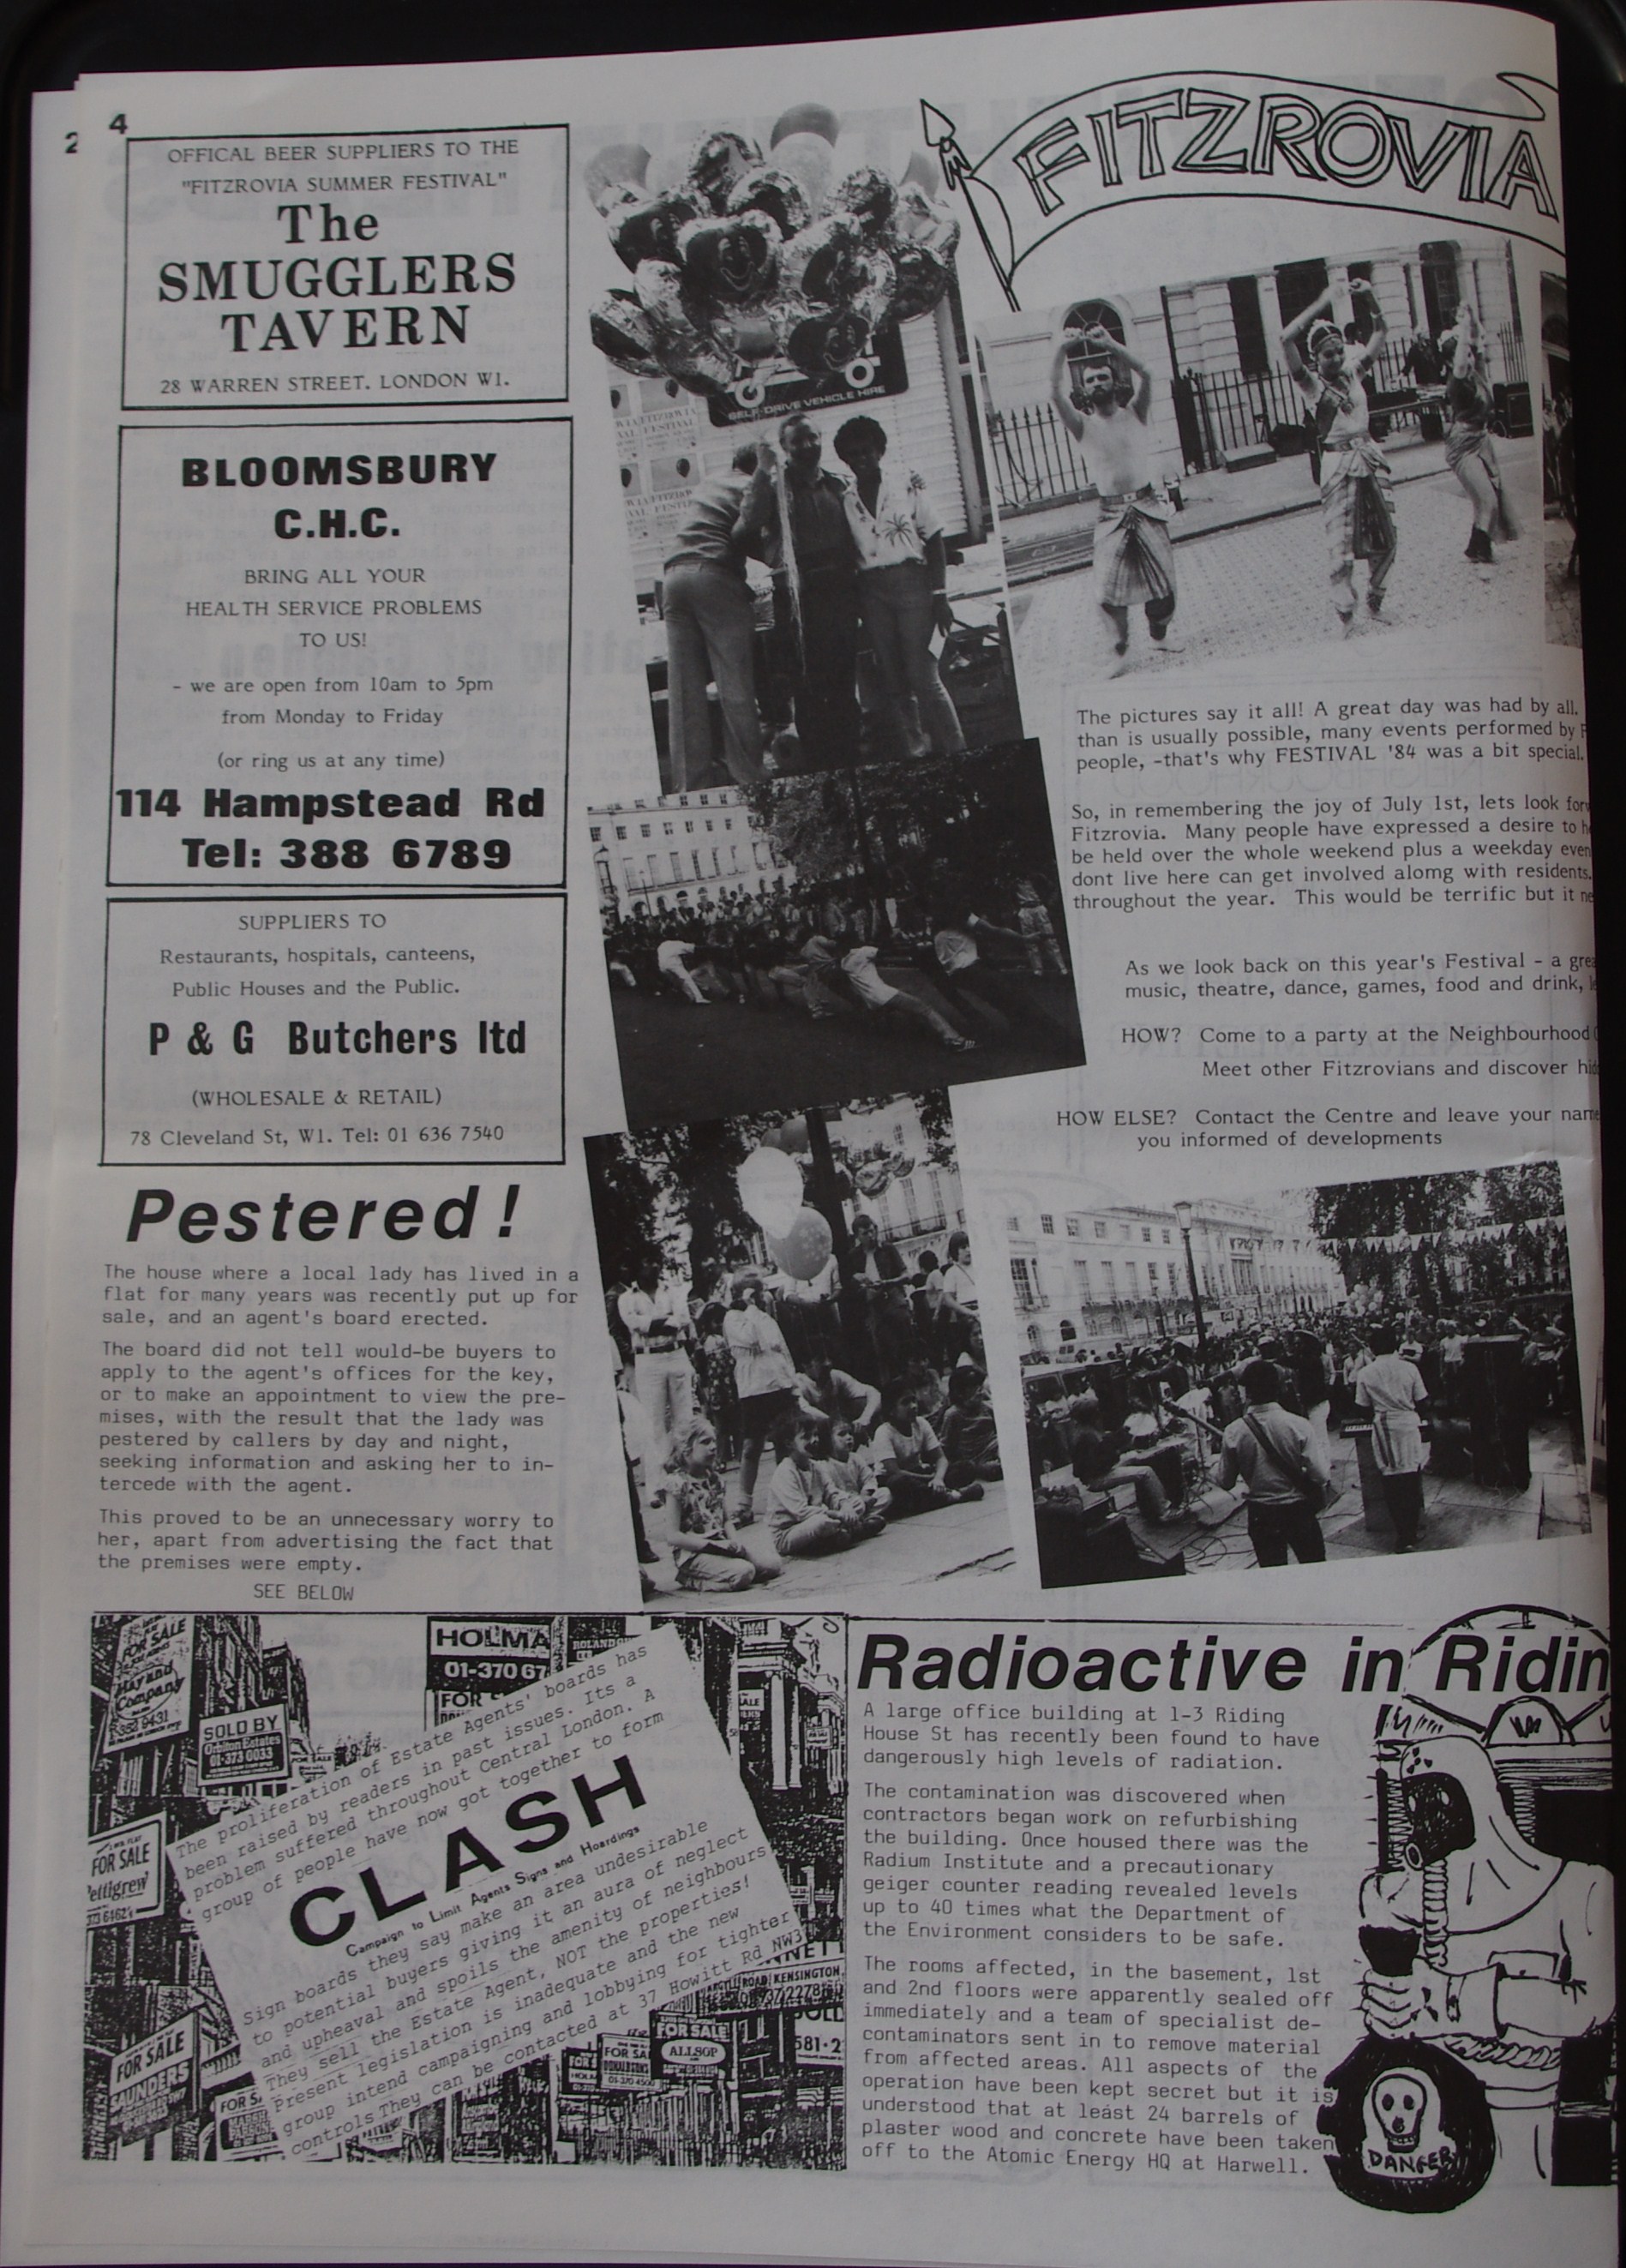 2
4
OFFICAL BEER SUPPLIERS TO THE
"FITZROVIA SUMMER FESTIVAL"
The
SMUGGLERS
TAVERN
28 WARREN STREET. LONDON W1.
BLOOMSBURY
C.H.C.
BRING ALL YOUR
HEALTH SERVICE PROBLEMS
TO US!
- we are open from 10am to 5pm
from Monday to Friday
(or ring us at any time)
114 Hampstead Rd
Tel: 388 6789
SUPPLIERS TO
Restaurants, hospitals, canteens,
Public Houses and the Public.
P & G Butchers ltd
(WHOLESALE & RETAIL)
78 Cleveland St, W1. Tel: 01 636 7540
Pestered!
The house where a local lady has lived in a
flat for many years was recently put up for
sale, and an agent's board erected.
The board did not tell would-be buyers to
apply to the agent's offices for the key,
or to make an appointment to view the pre-
mises, with the result that the lady was
pestered by callers by day and night,
seeking information and asking her to in-
tercede with the agent.
This proved to be an unnecessary worry to
her, apart from advertising the fact that
the premises were empty.
SEE BELOW
FITZROVIA
SELF-DRIVE VEHICLE HIRE
The pictures say it all! A great day was had by all.
than is usually possible, many events performed by F
people, -that's why FESTIVAL '84 was a bit special.
So, in remembering the joy of July 1st, lets look for
Fitzrovia. Many people have expressed a desire to h
be held over the whole weekend plus a weekday even
dont live here can get involved alomg with residents.
throughout the year. This would be terrific but it ne
As we look back on this year's Festival - a grea
music, theatre, dance, games, food and drink,
HOW? Come to a party at the Neighbourhood
Meet other Fitzrovians and discover hid
HOW ELSE? Contact the Centre and leave your name
you informed of developments
FOR SALE
Hay and
Company
HOLMA
01-370 67
FOR
ROLAND
SOLD BY
01-373 0033
FOR SALE
ettigrew
FOR SALE
SAUNDERS
FOR SA
The proliferation of Estate Agents' boards has
been raised by readers in past issues. Its a
problem suffered throughout Central London. A
group of people have now got together to form
CLASH
Campaign to Limit Agents Signs and Hoardings
Sign boards they say make an area undesirable
to potential buyers giving it an aura of neglect
and upheaval and spoils the amenity of neighbours
They sell the Estate Agent, NOT the properties!
Present legislation is inadequate and the new
group intend campaigning and lobbying for tighter
controls They can be contacted at 37 Howitt Rd NW3
KENSINGTON
FOR SALE
ALLSOP
FOR SA
581-2
Radioactive in Ridin
A large office building at 1-3 Riding
House St has recently been found to have
dangerously high levels of radiation.
The contamination was discovered when
contractors began work on refurbishing
the building. Once housed there was the
Radium Institute and a precautionary
geiger counter reading revealed levels
up to 40 times what the Department of
the Environment considers to be safe.
The rooms affected, in the basement, 1st
and 2nd floors were apparently sealed off
immediately and a team of specialist de-
contaminators sent in to remove material
from affected areas. All aspects of the
operation have been kept secret but it is
understood that at least 24 barrels of
plaster wood and concrete have been taken
off to the Atomic Energy HQ at Harwell.
DANGER